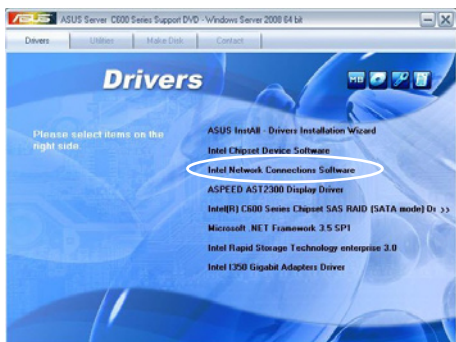 ASUS Server C600 Series Support DVD - Windows Server 2008 64 bit
Drivers Utilities Make Disk Contact
Drivers
Please select items on the
right side.
ASUS InstAll - Drivers Installation Wizard
Intel Chipset Device Software
Intel Network Connections Software
ASPEED AST2300 Display Driver
Intel(R) C600 Series Chipset SAS RAID (SATA mode) Dr >>
Microsoft .NET Framework 3.5 SP1
Intel Rapid Storage Technology enterprise 3.0
Intel I350 Gigabit Adapters Driver